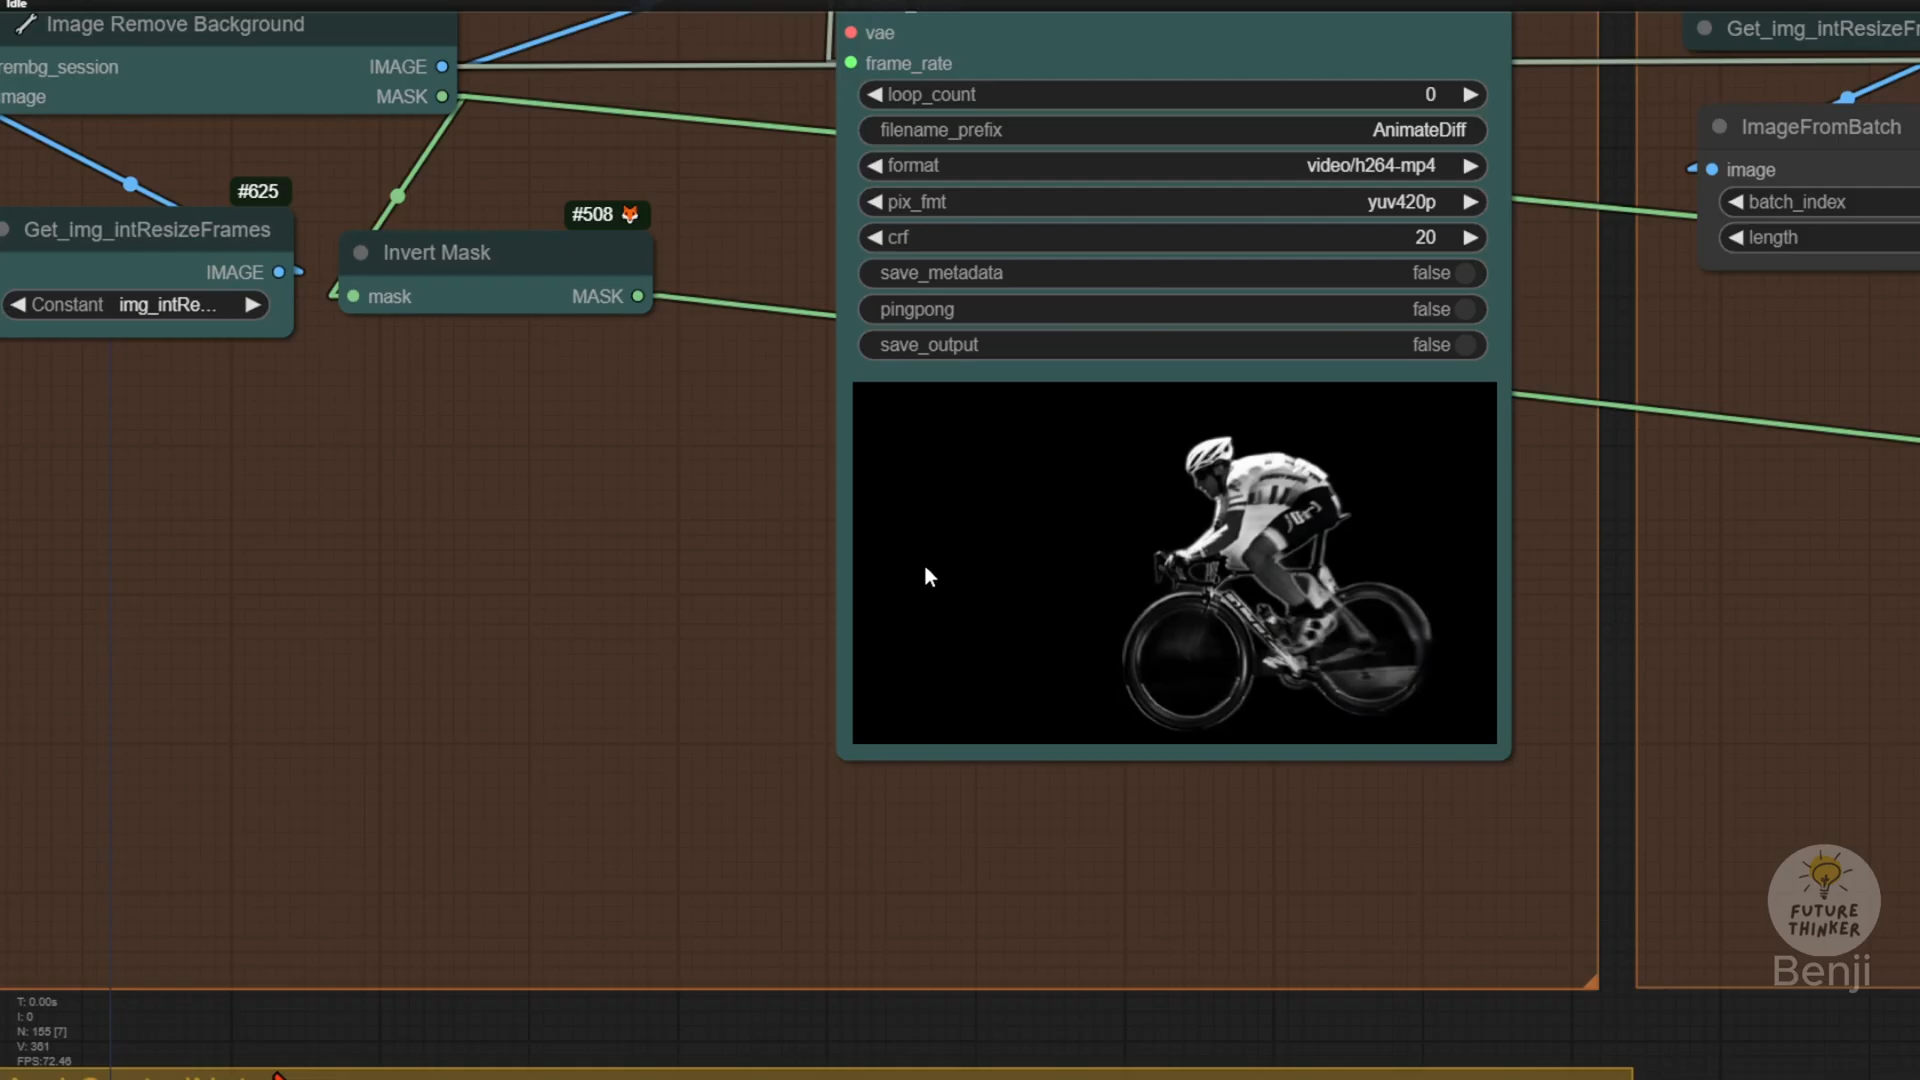 Idle
Image Remove Background
rembg_session
IMAGE
image
MASK
#625
Get_img_intResizeFrames
IMAGE
Constant img_intRe...
#508
Invert Mask
mask
MASK
vae
frame_rate
loop_count 0
filename_prefix AnimateDiff
format video/h264-mp4
pix_fmt yuv420p
crf 20
save_metadata false
pingpong false
save_output false
Get_img_intResizeFr
ImageFromBatch
image
batch_index
length
FUTURE
THINKER
Benji
T: 0.00s
I: 0
N: 155 [7]
V: 361
FPS:72.46